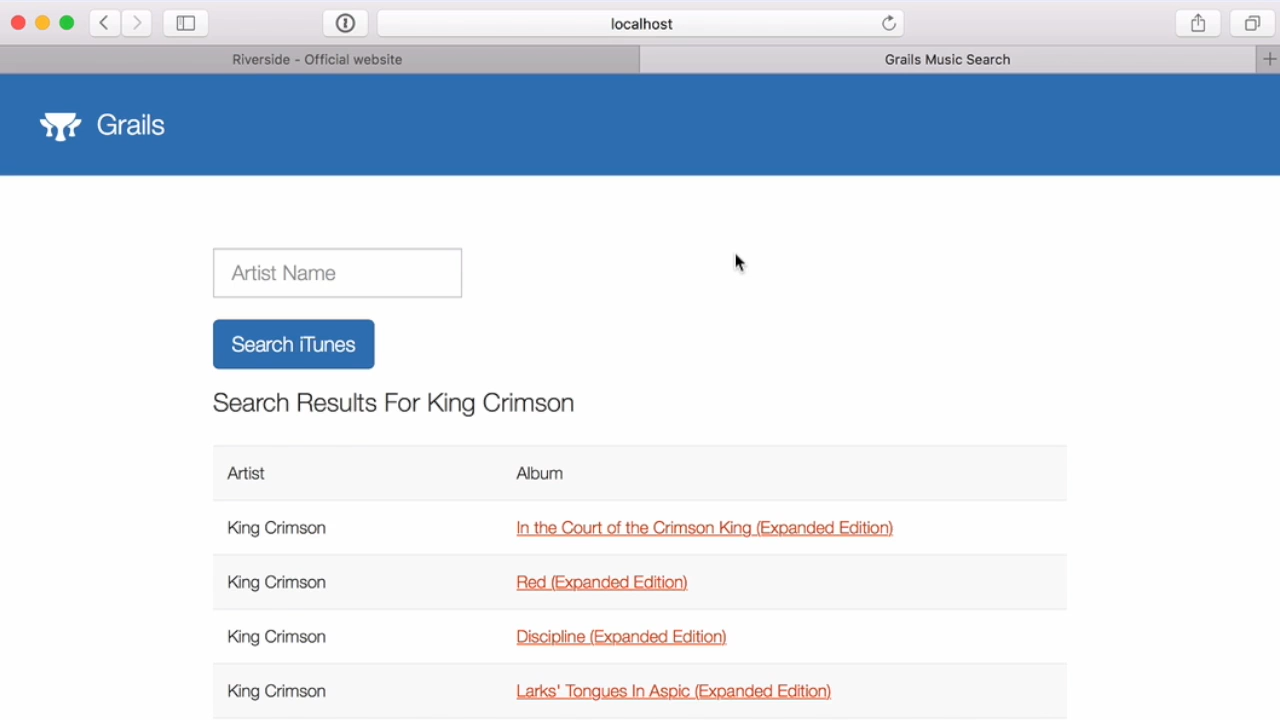 localhost
Riverside - Official website
Grails Music Search
Grails
Artist Name
Search iTunes
Search Results For King Crimson
Artist Album
King Crimson In the Court of the Crimson King (Expanded Edition)
King Crimson Red (Expanded Edition)
King Crimson Discipline (Expanded Edition)
King Crimson Larks' Tongues In Aspic (Expanded Edition)